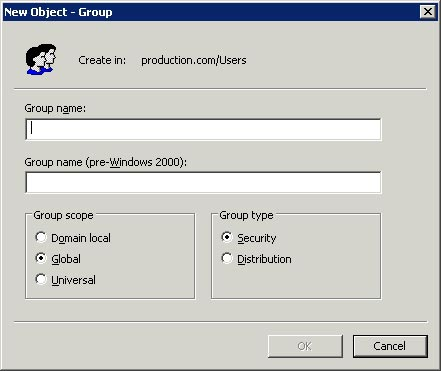 New Object - Group
Create in: production.com/Users
Group name:
Group name (pre-Windows 2000):
Group scope
Domain local
Global
Universal
Group type
Security
Distribution
OK
Cancel